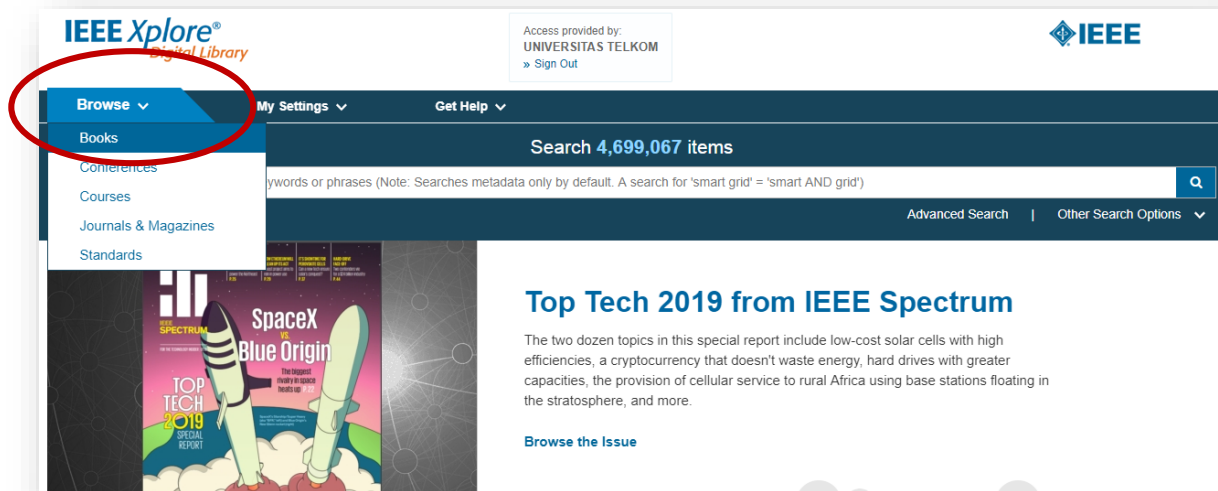 IEEE Xplore®
Digital Library
Access provided by:
UNIVERSITAS TELKOM
» Sign Out
IEEE
Browse
My Settings
Get Help
Books
Conferences
Courses
Journals & Magazines
Standards
Search 4,699,067 items
ywords or phrases (Note: Searches metadata only by default. A search for 'smart grid' = 'smart AND grid')
Advanced Search | Other Search Options
IEEE
SPECTRUM
SpaceX
vs.
Blue Origin
The biggest
rivalry in space
heats up P.22
TOP
TECH
2019
SPECIAL
REPORT
Top Tech 2019 from IEEE Spectrum
The two dozen topics in this special report include low-cost solar cells with high
efficiencies, a cryptocurrency that doesn't waste energy, hard drives with greater
capacities, the provision of cellular service to rural Africa using base stations floating in
the stratosphere, and more.
Browse the Issue